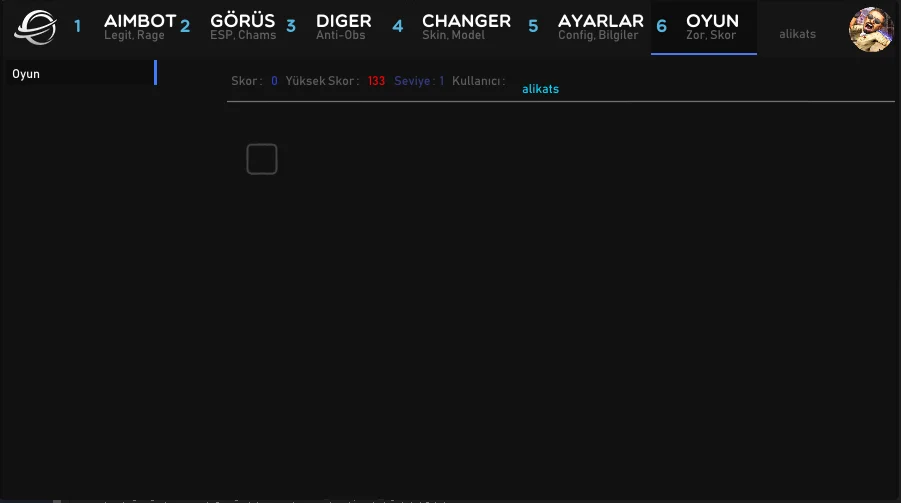 1 AIMBOT 2 GÖRÜS 3 DIGER 4 CHANGER 5 AYARLAR 6 OYUN
Legit, Rage ESP, Chams Anti-Obs Skin, Model Config, Bilgiler Zor, Skor alikats
Oyun
Skor : 0 Yüksek Skor : 133 Seviye : 1 Kullanıcı :
alikats